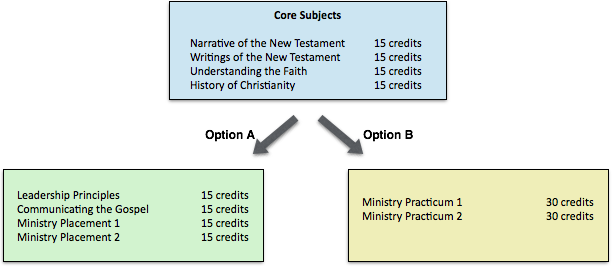 Core Subjects
Narrative of the New Testament 15 credits
Writings of the New Testament 15 credits
Understanding the Faith 15 credits
History of Christianity 15 credits
Option A
Option B
Leadership Principles 15 credits
Communicating the Gospel 15 credits
Ministry Placement 1 15 credits
Ministry Placement 2 15 credits
Ministry Practicum 1 30 credits
Ministry Practicum 2 30 credits